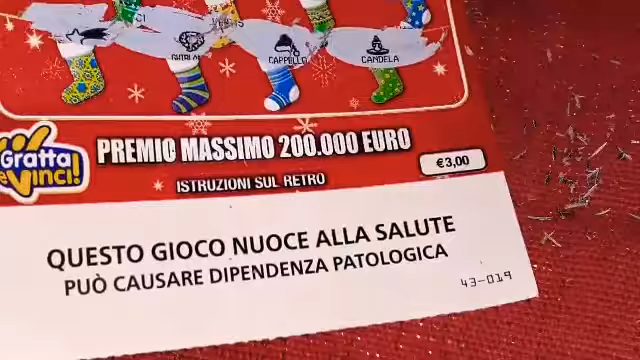 CAPPELLO
CANDELA
Gratta
e Vinci!
PREMIO MASSIMO 200.000 EURO
€3,00
ISTRUZIONI SUL RETRO
QUESTO GIOCO NUOCE ALLA SALUTE
PUÒ CAUSARE DIPENDENZA PATOLOGICA
43-019